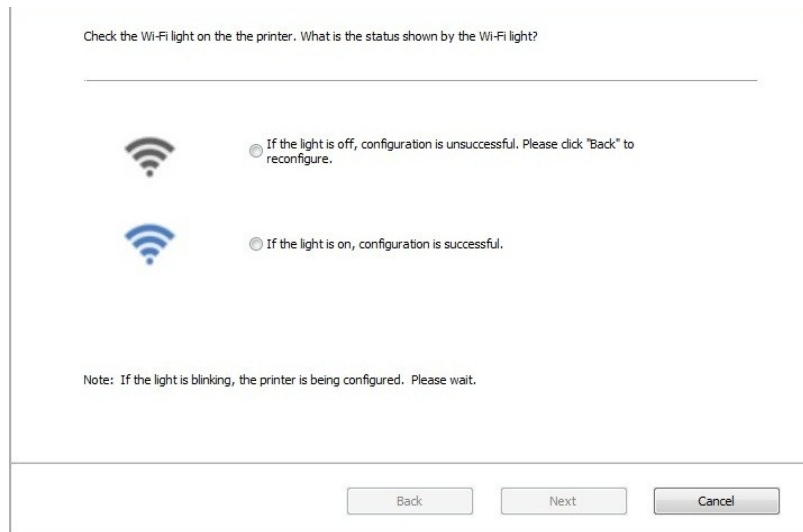 Check the Wi-Fi light on the the printer. What is the status shown by the Wi-Fi light?
If the light is off, configuration is unsuccessful. Please click "Back" to
reconfigure.
If the light is on, configuration is successful.
Note: If the light is blinking, the printer is being configured. Please wait.
Back Next Cancel